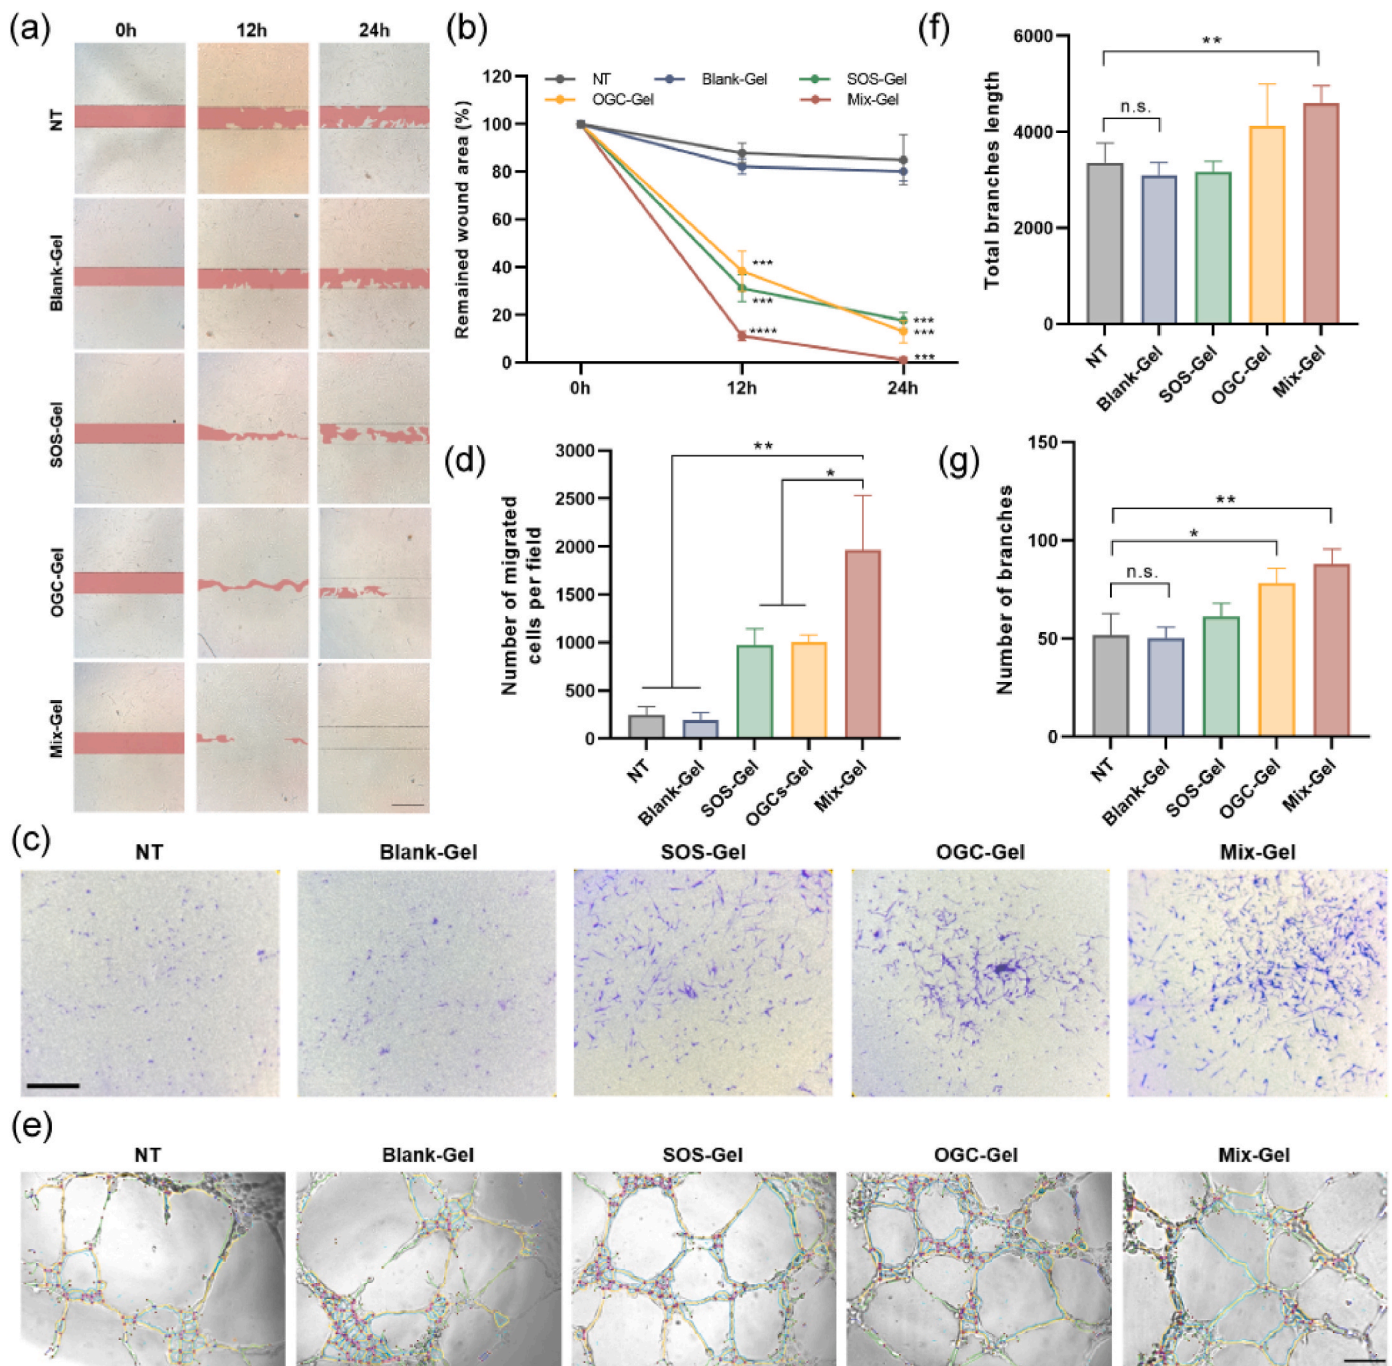 (a)
0h 12h 24h
NT
Blank-Gel
SOS-Gel
OGC-Gel
Mix-Gel
(b)
NT Blank-Gel SOS-Gel
OGC-Gel Mix-Gel
Remained wound area (%)
120
100
80
60
40
20
0
***
***
****
***
***
***
0h 12h 24h
(f)
Total branches length
6000
4000
2000
0
**
n.s.
NT Blank-Gel SOS-Gel OGC-Gel Mix-Gel
(d)
Number of migrated
cells per field
3000
2500
2000
1500
1000
500
0
**
*
NT Blank-Gel SOS-Gel OGCs-Gel Mix-Gel
(g)
Number of branches
150
100
50
0
**
*
n.s.
NT Blank-Gel SOS-Gel OGC-Gel Mix-Gel
(c)
NT Blank-Gel SOS-Gel OGC-Gel Mix-Gel
(e)
NT Blank-Gel SOS-Gel OGC-Gel Mix-Gel